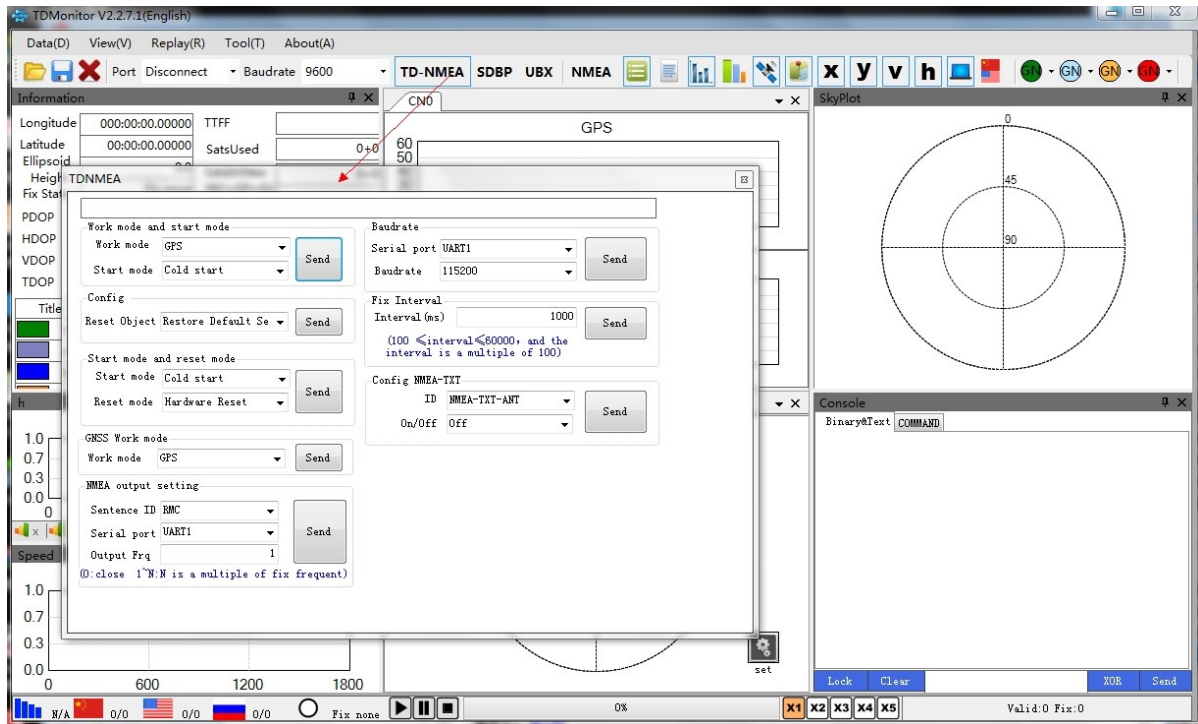 TDMonitor V2.2.7.1(English)
Data(D) View(V) Replay(R) Tool(T) About(A)
Port Disconnect Baudrate 9600 TD-NMEA SDBP UBX NMEA x y v h GN GN GN GN
Information
CN0
SkyPlot
Longitude 000:00:00.00000 TTFF
Latitude 00:00:00.00000 SatsUsed 0+0
Ellipsoid
Heigh
Fix Stat
PDOP
HDOP
VDOP
TDOP
Title
GPS
60
50
0
45
90
TDNMEA
Work mode and start mode
Work mode GPS
Start mode Cold start
Send
Config
Reset Object Restore Default Se Send
Start mode and reset mode
Start mode Cold start
Reset mode Hardware Reset
Send
GNSS Work mode
Work mode GPS Send
NMEA output setting
Sentence ID RMC
Serial port UART1
Output Frq 1
Send
(0:close 1~N:N is a multiple of fix frequent)
Baudrate
Serial port UART1
Baudrate 115200
Send
Fix Interval
Interval(ms) 1000
Send
(100 ≤interval≤60000, and the
interval is a multiple of 100)
Config NMEA-TXT
ID NMEA-TXT-ANT
On/Off Off
Send
h
1.0
0.7
0.3
0.0
0
x
Speed
1.0
0.7
0.3
0.0
0 600 1200 1800
set
Console
Binary&Text COMMAND
Lock Clear XOR Send
N/A 0/0 0/0 0/0 Fix none 0% X1 X2 X3 X4 X5 Valid:0 Fix:0